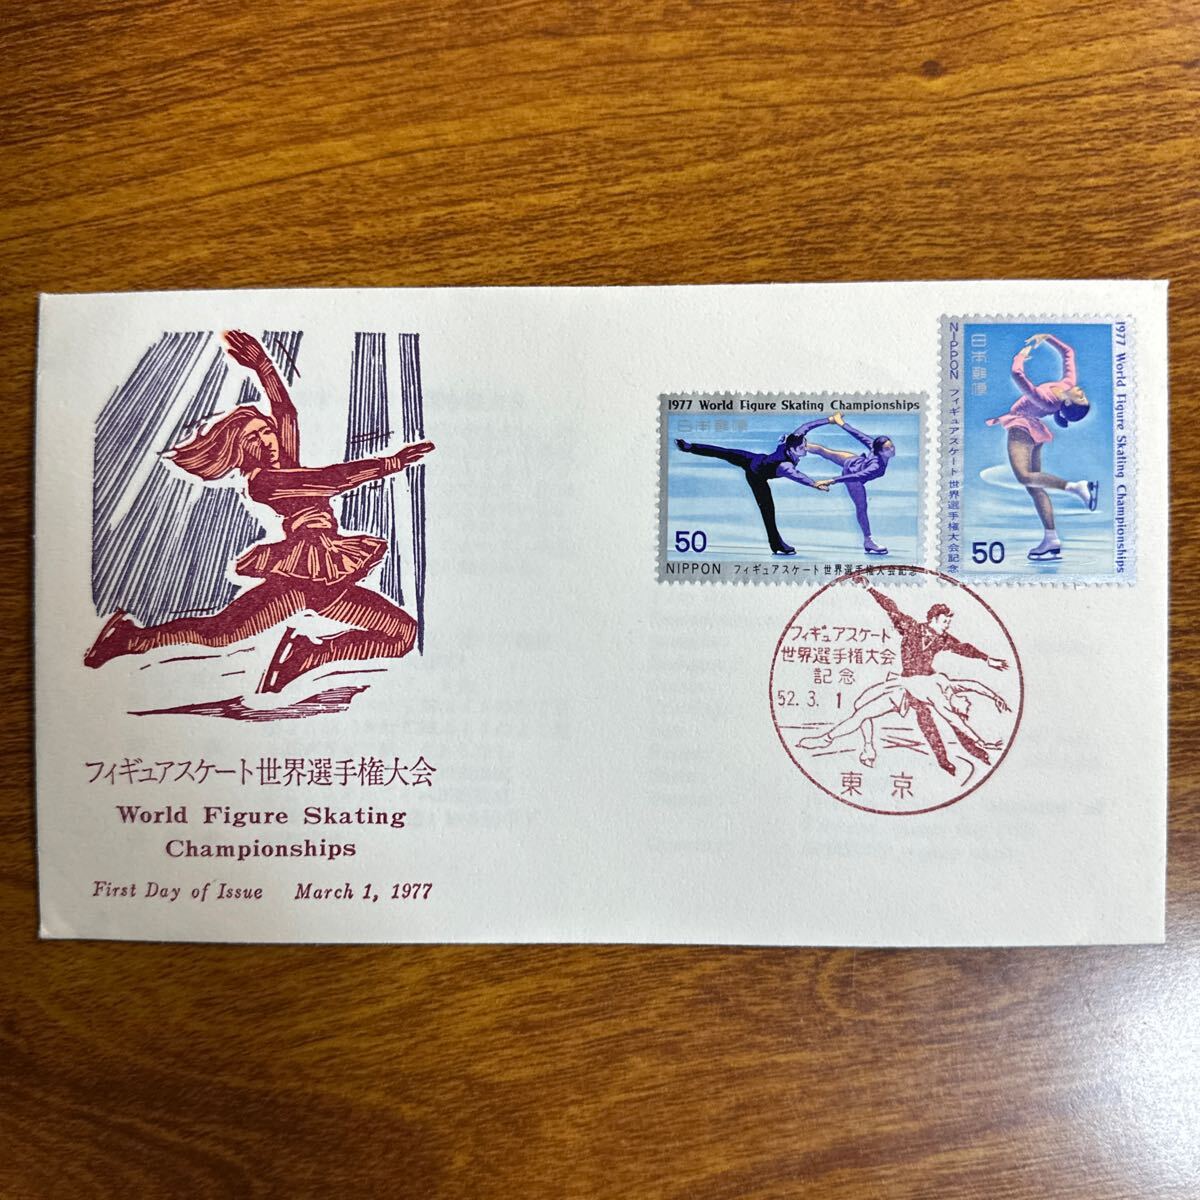 フィギュアスケート世界選手権大会
World Figure Skating
Championships
First Day of Issue March 1, 1977
1977 World Figure Skating Championships
日本郵便
50
NIPPON フィギュアスケート世界選手権大会記念
1977 World Figure Skating Championships
日本郵便
NIPPON フィギュアスケート世界選手権大会記念
50
フィギュアスケート
世界選手権大会
記念
52.3.1
東京